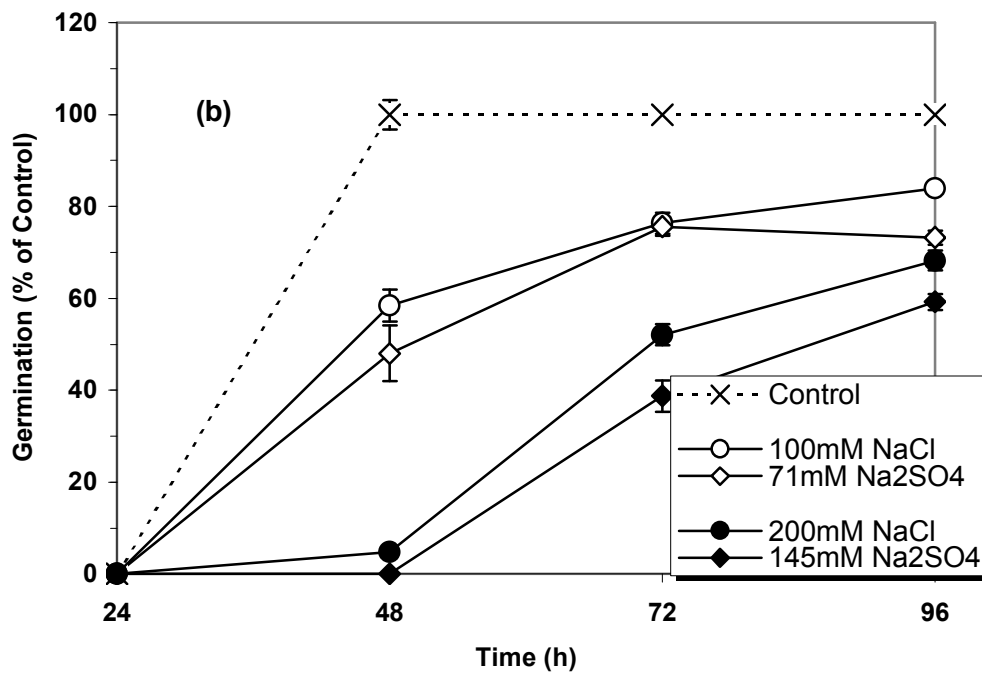 120
100
80
60
40
20
0
Germination (% of Control)
(b)
Control
100mM NaCl
71mM Na2SO4
200mM NaCl
145mM Na2SO4
24 48 72 96
Time (h)